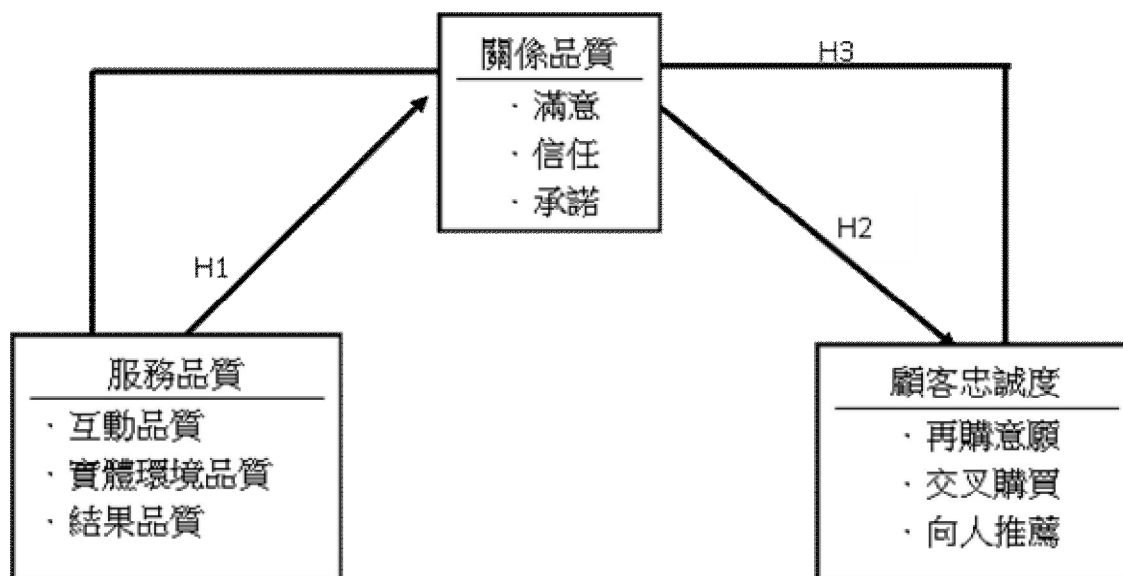 關係品質
· 滿意
· 信任
· 承諾
H3
H2
H1
服務品質
· 互動品質
· 實體環境品質
· 結果品質
顧客忠誠度
· 再購意願
· 交叉購買
· 向人推薦